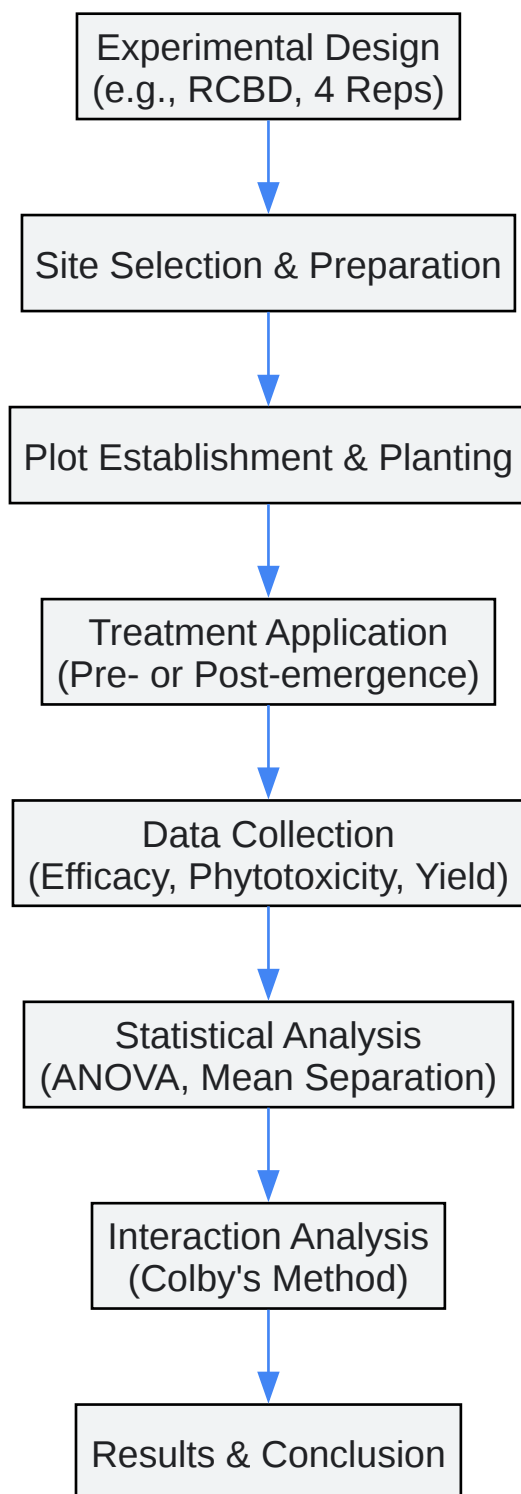 Experimental Design
(e.g., RCBD, 4 Reps)
Site Selection & Preparation
Plot Establishment & Planting
Treatment Application
(Pre- or Post-emergence)
Data Collection
(Efficacy, Phytotoxicity, Yield)
Statistical Analysis
(ANOVA, Mean Separation)
Interaction Analysis
(Colby's Method)
Results & Conclusion